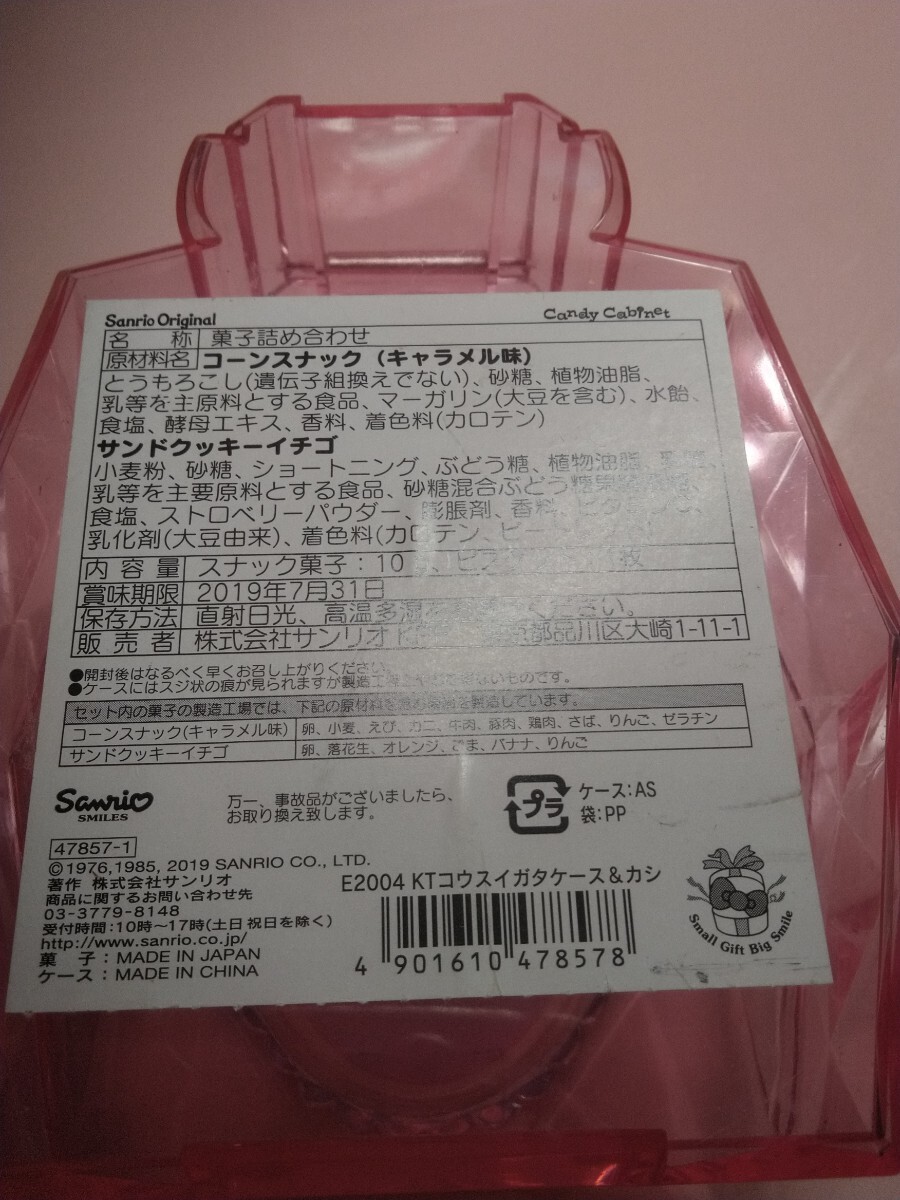 Sanrio Original
Candy Cabinet
名称 菓子詰め合わせ
原材料名 コーンスナック(キャラメル味)
とうもろこし(遺伝子組換えでない)、砂糖、植物油脂、
乳等を主原料とする食品、マーガリン(大豆を含む)、水飴、
食塩、酵母エキス、香料、着色料(カロテン)
サンドクッキーイチゴ
小麦粉、砂糖、ショートニング、ぶどう糖、植物油脂、
乳等を主要原料とする食品、砂糖混合ぶどう糖
食塩、ストロベリーパウダー、膨脹剤、香料、
乳化剤(大豆由来)、着色料(カロテン、
内容量 スナック菓子:10 枚
賞味期限 2019年7月31日
保存方法 直射日光、高温多湿 ください。
販売者 株式会社サンリオ 都品川区大崎1-11-1
●開封後はなるべく早くお召し上がりください
●ケースにはスジ状の痕が見られますが製造工 ないものです。
セット内の菓子の製造工場では、下記の原材料を 製造しています。
コーンスナック(キャラメル味) 卵、小麦、えび、カニ、牛肉、豚肉、鶏肉、さば、りんご、ゼラチン
サンドクッキーイチゴ 卵、落花生、オレンジ、ごま、バナナ、りんご
Sanrio
SMILES
万一、事故品がございましたら、
お取り換え致します。
プラ
ケース:AS
袋:PP
47857-1
©1976,1985, 2019 SANRIO CO., LTD.
著作 株式会社サンリオ
商品に関するお問い合わせ先
03-3779-8148
受付時間:10時〜17時(土日祝日を除く)
http://www.sanrio.co.jp/
菓子:MADE IN JAPAN
ケース:MADE IN CHINA
E2004 KTコウスイガタケース&カシ
4 901610 478578
Small Gift Big Smile